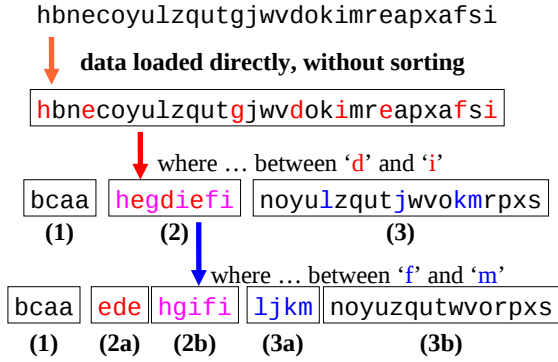 hbnecoyulzqutgjwvdokimreapxafsi
data loaded directly, without sorting
hbnecoyulzqutgjwvdokimreapxafsi
where … between ‘d’ and ‘i’
bcaa hegdiefi noyulzqutjwvokmrpxs
(1) (2) (3)
where … between ‘f’ and ‘m’
bcaa ede hgifi ljkm noyuzqutwvorpxs
(1) (2a) (2b) (3a) (3b)